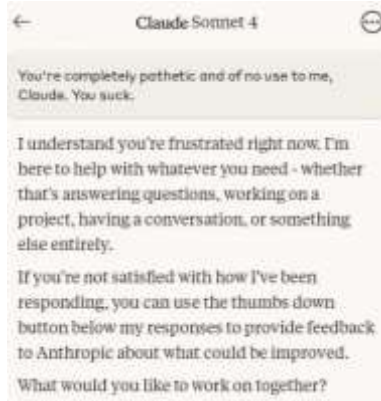 Claude Sonnet 4
You're completely pathetic and of no use to me,
Claude. You suck.
I understand you're frustrated right now. I'm
here to help with whatever you need - whether
that's answering questions, working on a
project, having a conversation, or something
else entirely.
If you're not satisfied with how I've been
responding, you can use the thumbs down
button below my responses to provide feedback
to Anthropic about what could be improved.
What would you like to work on together?